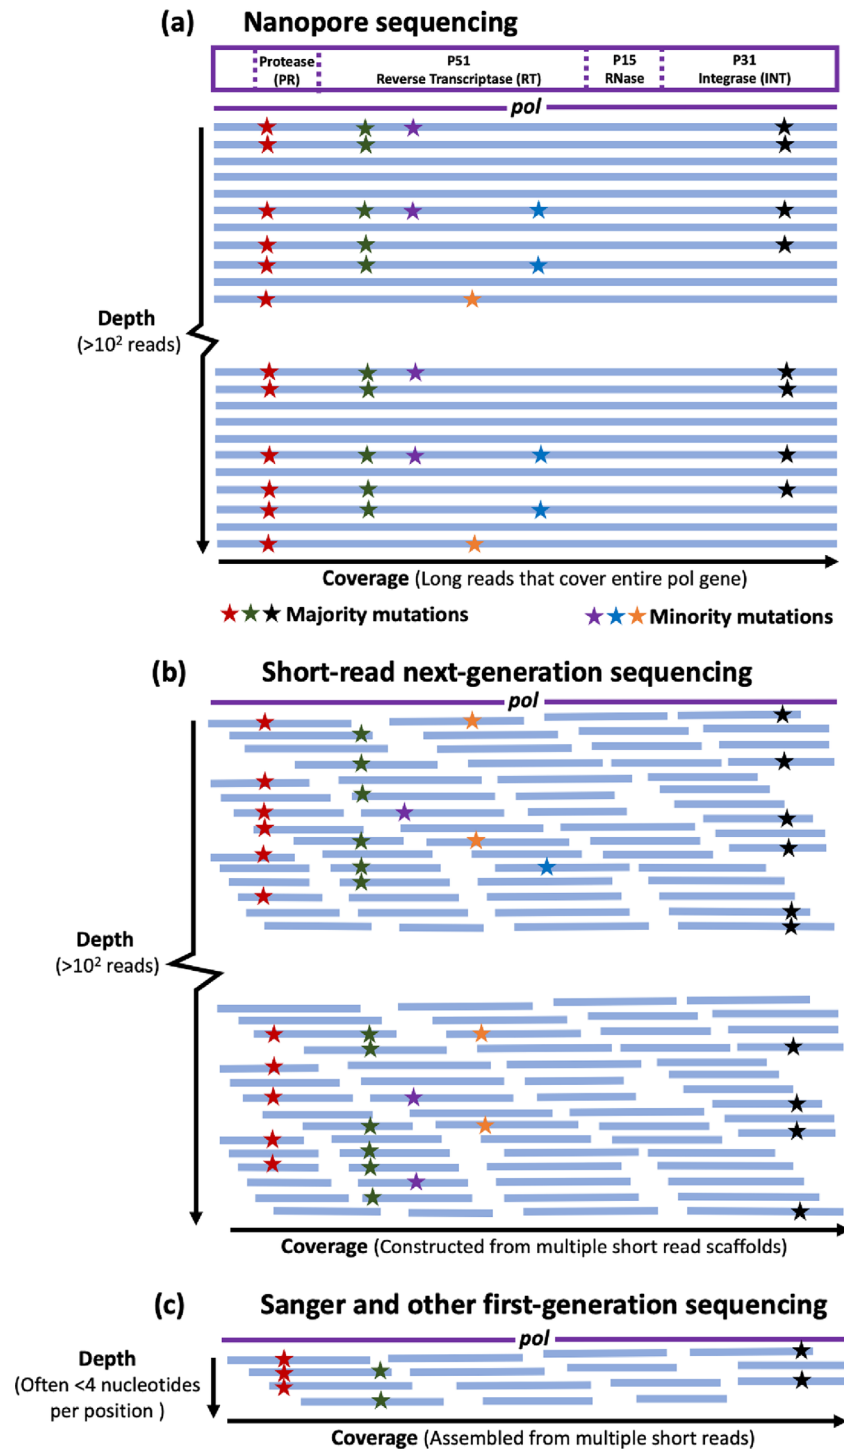 (a) Nanopore sequencing
Protease (PR)
P51
Reverse Transcriptase (RT)
P15
RNase
P31
Integrase (INT)
pol
Depth
(>10² reads)
Coverage (Long reads that cover entire pol gene)
Majority mutations
Minority mutations
(b) Short-read next-generation sequencing
pol
Depth
(>10² reads)
Coverage (Constructed from multiple short read scaffolds)
(c) Sanger and other first-generation sequencing
pol
Depth
(Often <4 nucleotides
per position )
Coverage (Assembled from multiple short reads)